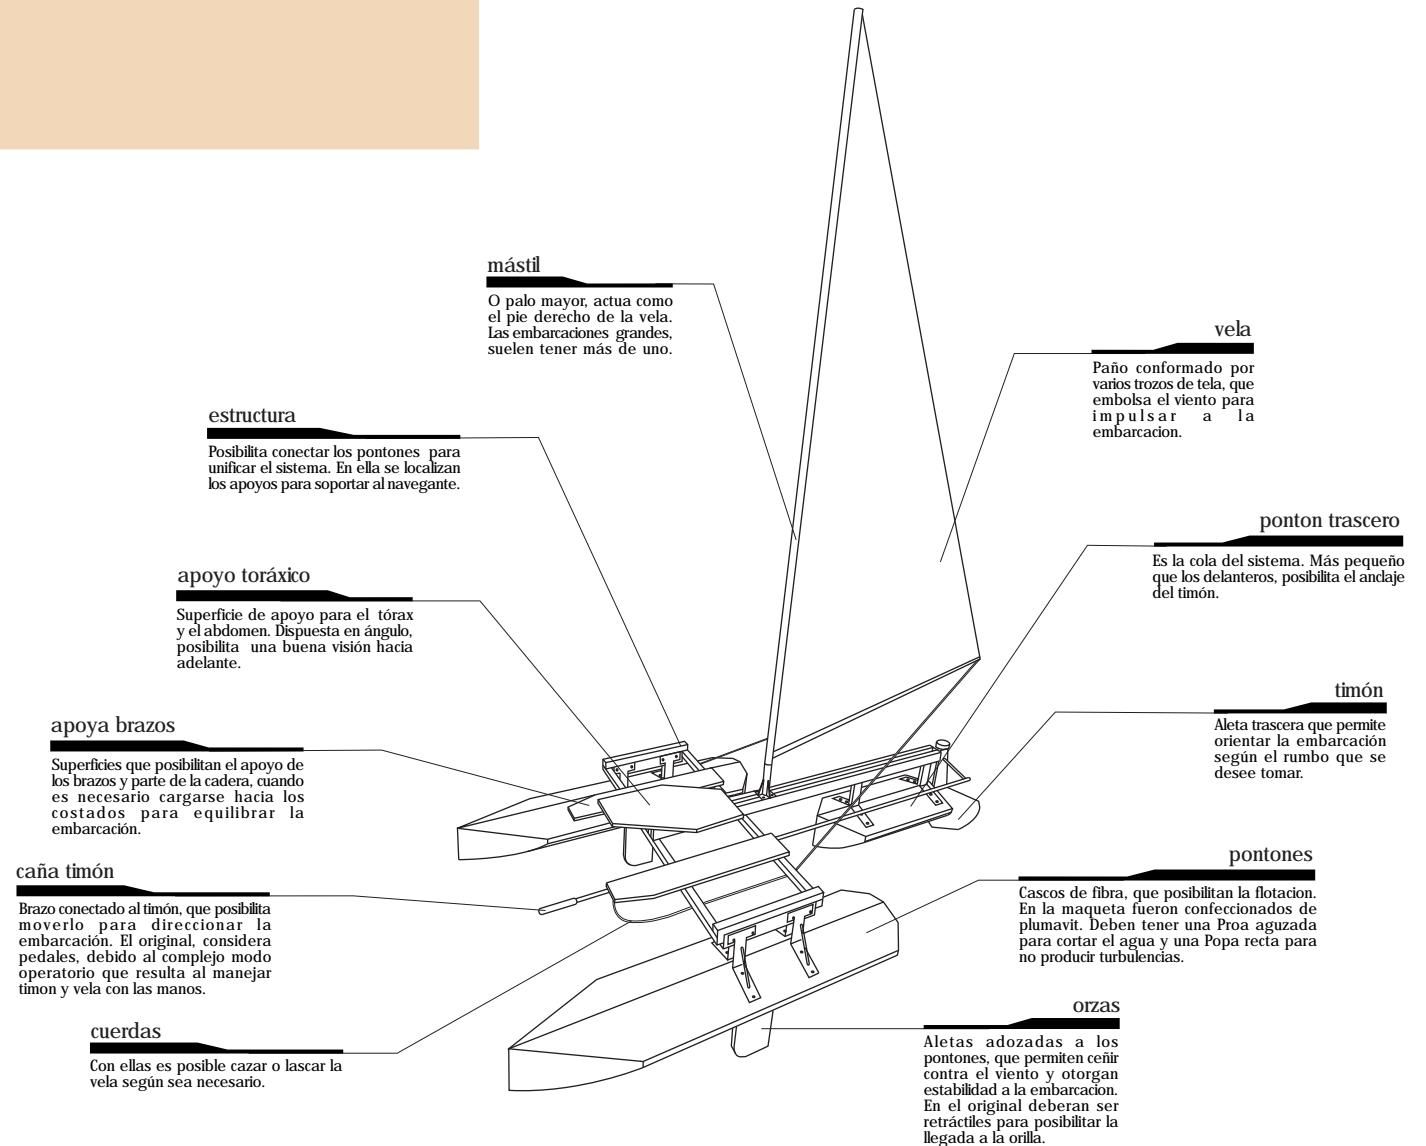 mástil
O palo mayor, actua como
el pie derecho de la vela.
Las embarcaciones grandes,
suelen tener más de uno.
vela
Paño conformado por
varios trozos de tela, que
embolsa el viento para
impulsar a la
embarcacion.
estructura
Posibilita conectar los pontones para
unificar el sistema. En ella se localizan
los apoyos para soportar al navegante.
ponton trascero
Es la cola del sistema. Más pequeño
que los delanteros, posibilita el anclaje
del timón.
apoyo toráxico
Superficie de apoyo para el tórax
y el abdomen. Dispuesta en ángulo,
posibilita una buena visión hacia
adelante.
timón
Aleta trascera que permite
orientar la embarcación
según el rumbo que se
desee tomar.
apoya brazos
Superficies que posibilitan el apoyo de
los brazos y parte de la cadera, cuando
es necesario cargarse hacia los
costados para equilibrar la
embarcación.
pontones
Cascos de fibra, que posibilitan la flotacion.
En la maqueta fueron confeccionados de
plumavit. Deben tener una Proa aguzada
para cortar el agua y una Popa recta para
no producir turbulencias.
caña timón
Brazo conectado al timón, que posibilita
moverlo para direccionar la
embarcación. El original, considera
pedales, debido al complejo modo
operatorio que resulta al manejar
timon y vela con las manos.
orzas
Aletas adozadas a los
pontones, que permiten ceñir
contra el viento y otorgan
estabilidad a la embarcacion.
En el original deberan ser
retráctiles para posibilitar la
llegada a la orilla.
cuerdas
Con ellas es posible cazar o lascar la
vela según sea necesario.